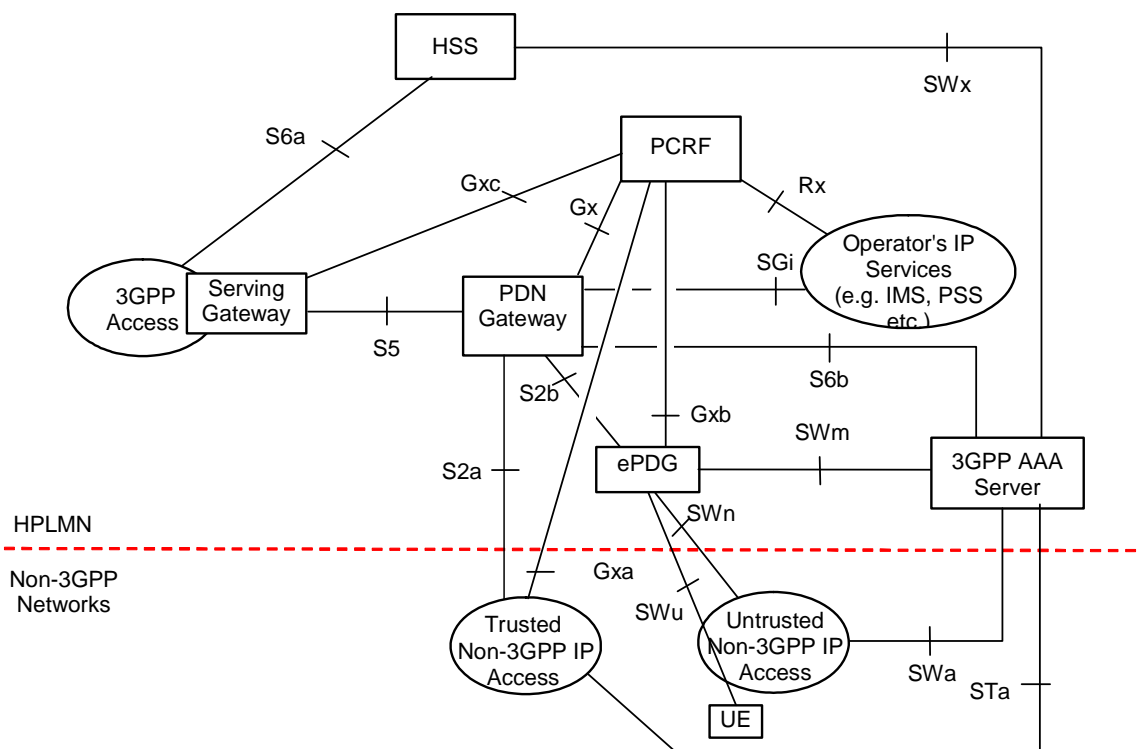 HSS
SWx
S6a
PCRF
Gxc
Rx
Gx
Operator's IP
Services
(e.g. IMS, PSS
etc.)
SGi
3GPP
Access
Serving
Gateway
PDN
Gateway
S5
S2b
S6b
Gxb
SWm
S2a
ePDG
3GPP AAA
Server
SWn
HPLMN
Non-3GPP
Networks
Gxa
SWu
Trusted
Non-3GPP IP
Access
Untrusted
Non-3GPP IP
Access
SWa
STa
UE